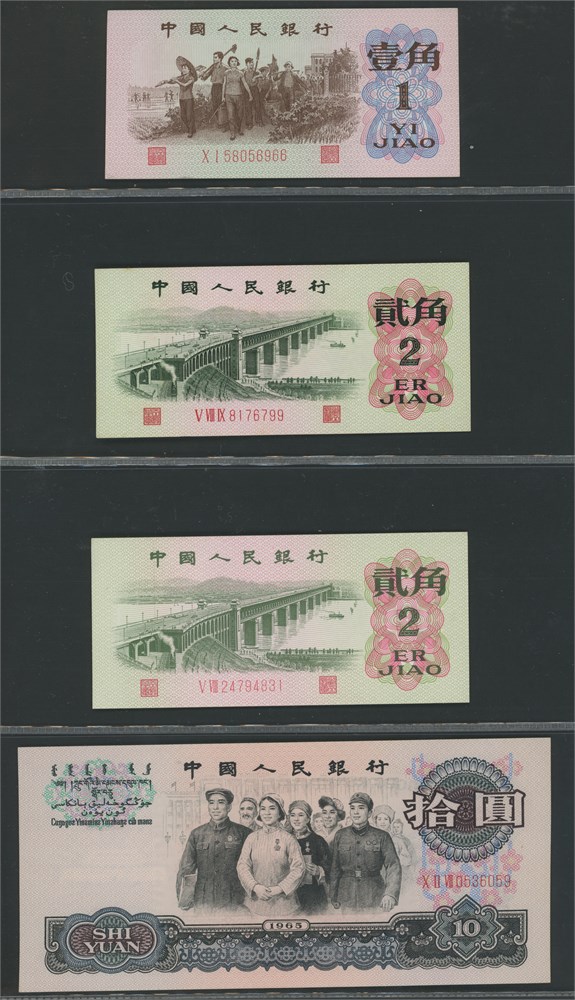 中國人民銀行
壹角
1
YI
JIAO
X I 58056966
中國人民銀行
貳角
2
ER
JIAO
V VIII IX 8176799
中國人民銀行
貳角
2
ER
JIAO
V VIII 24794831
中國人民銀行
拾圓
X II VIII 0536059
SHI
YUAN
1965
10